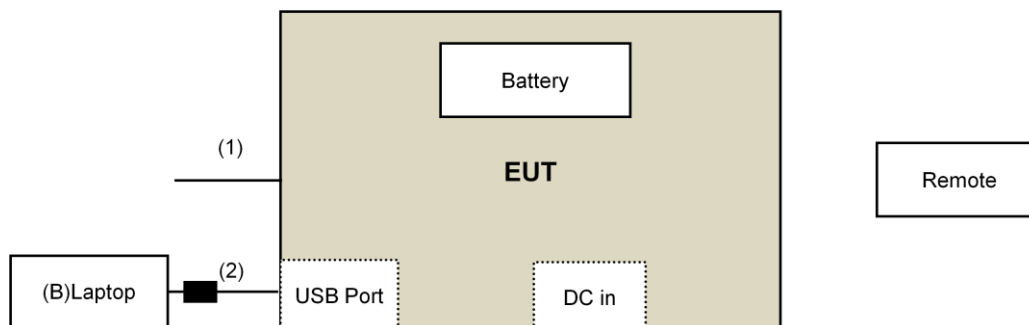 Battery
(1)
EUT
Remote
(B)Laptop
(2)
USB Port
DC in